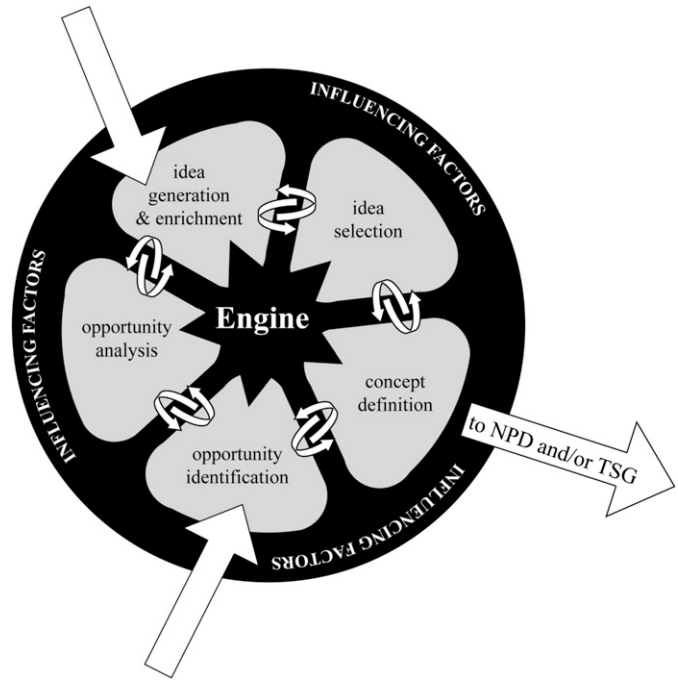 INFLUENCING FACTORS
idea
generation
& enrichment
idea
selection
INFLUENCING FACTORS
Engine
opportunity
analysis
concept
definition
to NPD and/or TSG
opportunity
identification
INFLUENCING FACTORS